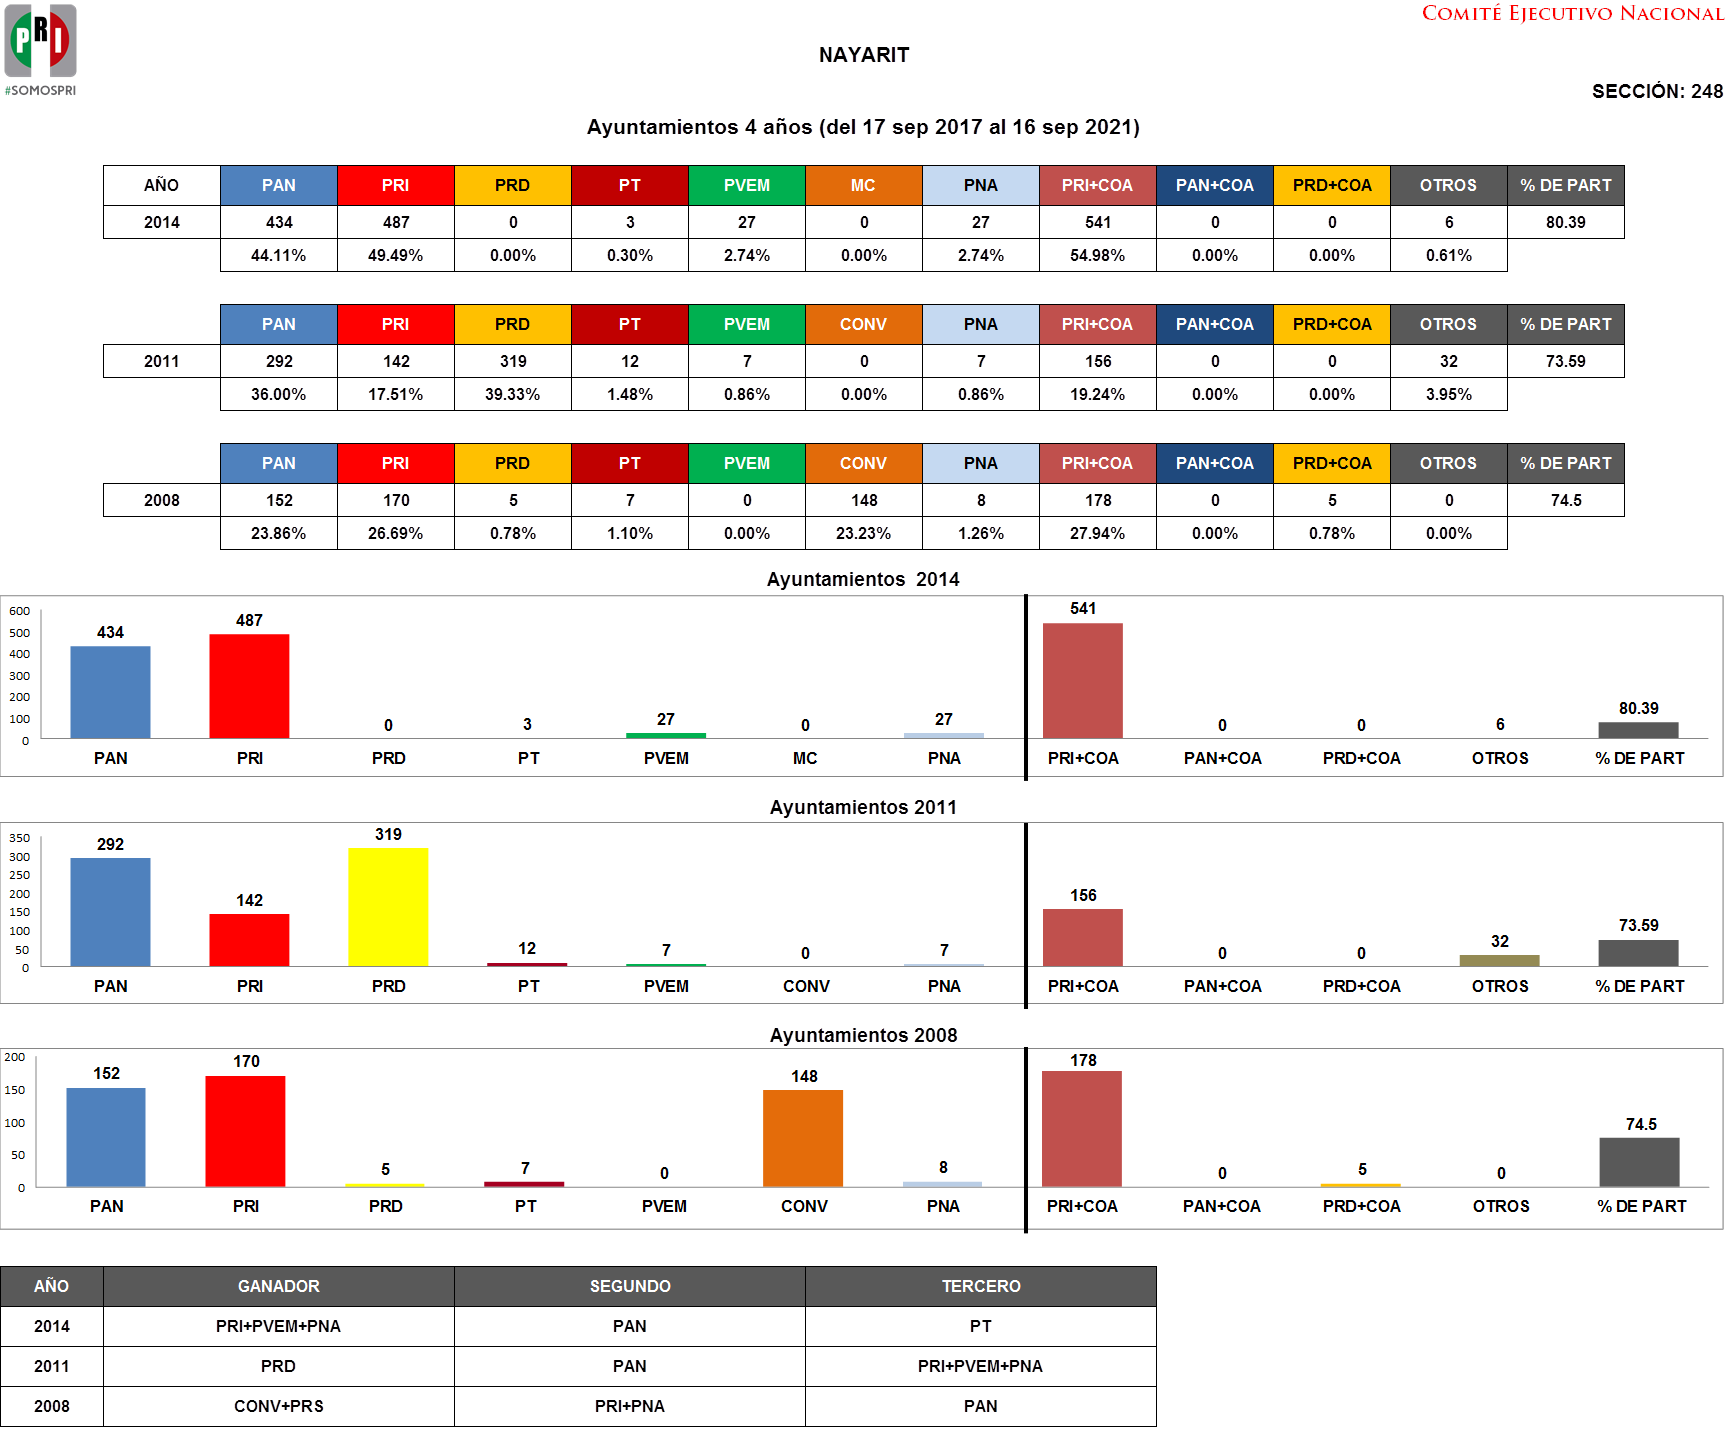 PRI
#SOMOSPRI
COMITÉ EJECUTIVO NACIONAL
NAYARIT
SECCIÓN: 248
Ayuntamientos 4 años (del 17 sep 2017 al 16 sep 2021)
AÑO PAN PRI PRD PT PVEM MC PNA PRI+COA PAN+COA PRD+COA OTROS % DE PART
2014 434 487 0 3 27 0 27 541 0 0 6 80.39
44.11% 49.49% 0.00% 0.30% 2.74% 0.00% 2.74% 54.98% 0.00% 0.00% 0.61%
PAN PRI PRD PT PVEM CONV PNA PRI+COA PAN+COA PRD+COA OTROS % DE PART
2011 292 142 319 12 7 0 7 156 0 0 32 73.59
36.00% 17.51% 39.33% 1.48% 0.86% 0.00% 0.86% 19.24% 0.00% 0.00% 3.95%
PAN PRI PRD PT PVEM CONV PNA PRI+COA PAN+COA PRD+COA OTROS % DE PART
2008 152 170 5 7 0 148 8 178 0 5 0 74.5
23.86% 26.69% 0.78% 1.10% 0.00% 23.23% 1.26% 27.94% 0.00% 0.78% 0.00%
Ayuntamientos 2014
600
500
400
300
200
100
0
434 487 0 3 27 0 27 541 0 0 6 80.39
PAN PRI PRD PT PVEM MC PNA PRI+COA PAN+COA PRD+COA OTROS % DE PART
Ayuntamientos 2011
350
300
250
200
150
100
50
0
292 142 319 12 7 0 7 156 0 0 32 73.59
PAN PRI PRD PT PVEM CONV PNA PRI+COA PAN+COA PRD+COA OTROS % DE PART
Ayuntamientos 2008
200
150
100
50
0
152 170 5 7 0 148 8 178 0 5 0 74.5
PAN PRI PRD PT PVEM CONV PNA PRI+COA PAN+COA PRD+COA OTROS % DE PART
AÑO GANADOR SEGUNDO TERCERO
2014 PRI+PVEM+PNA PAN PT
2011 PRD PAN PRI+PVEM+PNA
2008 CONV+PRS PRI+PNA PAN